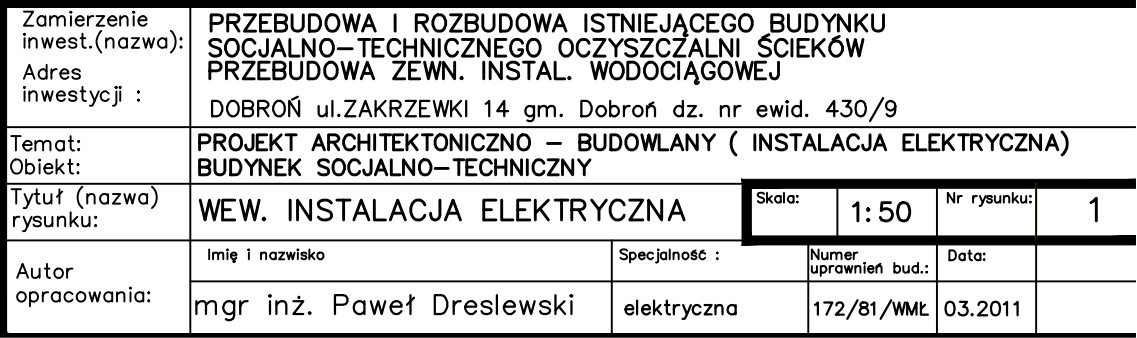 Zamierzenie
inwest.(nazwa):
PRZEBUDOWA I ROZBUDOWA ISTNIEJĄCEGO BUDYNKU
SOCJALNO-TECHNICZNEGO OCZYSZCZALNI ŚCIEKÓW
PRZEBUDOWA ZEWN. INSTAL. WODOCIĄGOWEJ
Adres
inwestycji :
DOBROŃ ul.ZAKRZEWKI 14 gm. Dobroń dz. nr ewid. 430/9
Temat:
PROJEKT ARCHITEKTONICZNO – BUDOWLANY ( INSTALACJA ELEKTRYCZNA)
Obiekt:
BUDYNEK SOCJALNO-TECHNICZNY
Tytuł (nazwa)
rysunku:
WEW. INSTALACJA ELEKTRYCZNA
Skala:
1:50
Nr rysunku:
1
Autor
opracowania:
Imię i nazwisko
Specjalność :
Numer
uprawnień bud.:
Data:
mgr inż. Paweł Dreslewski
elektryczna
172/81/WMŁ
03.2011